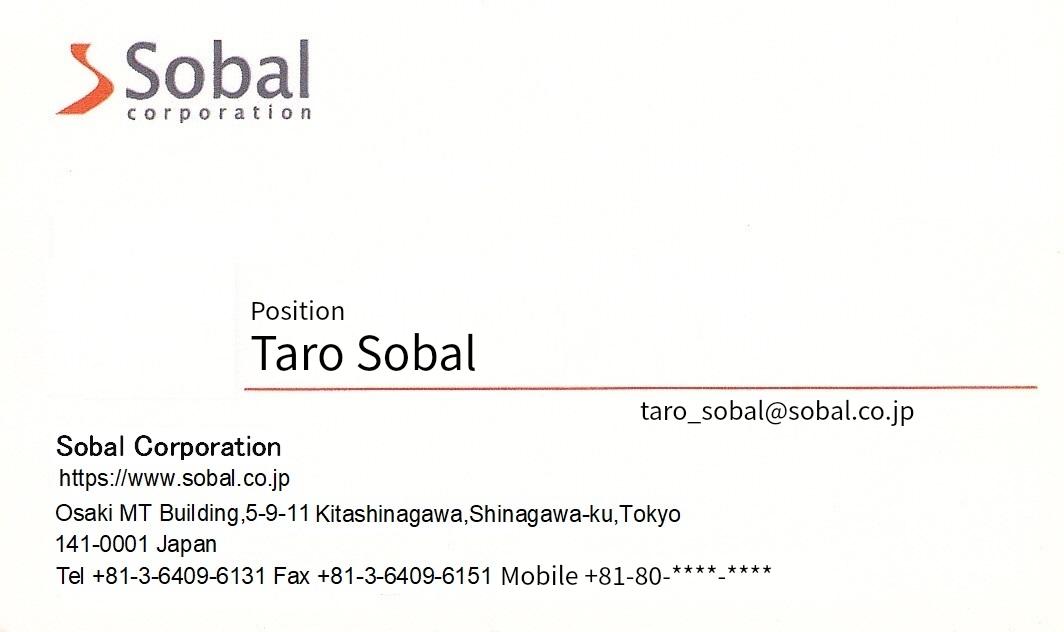 Sobal
corporation
Position
Taro Sobal
taro_sobal@sobal.co.jp
Sobal Corporation
https://www.sobal.co.jp
Osaki MT Building,5-9-11 Kitashinagawa,Shinagawa-ku,Tokyo
141-0001 Japan
Tel +81-3-6409-6131 Fax +81-3-6409-6151 Mobile +81-80-****-****